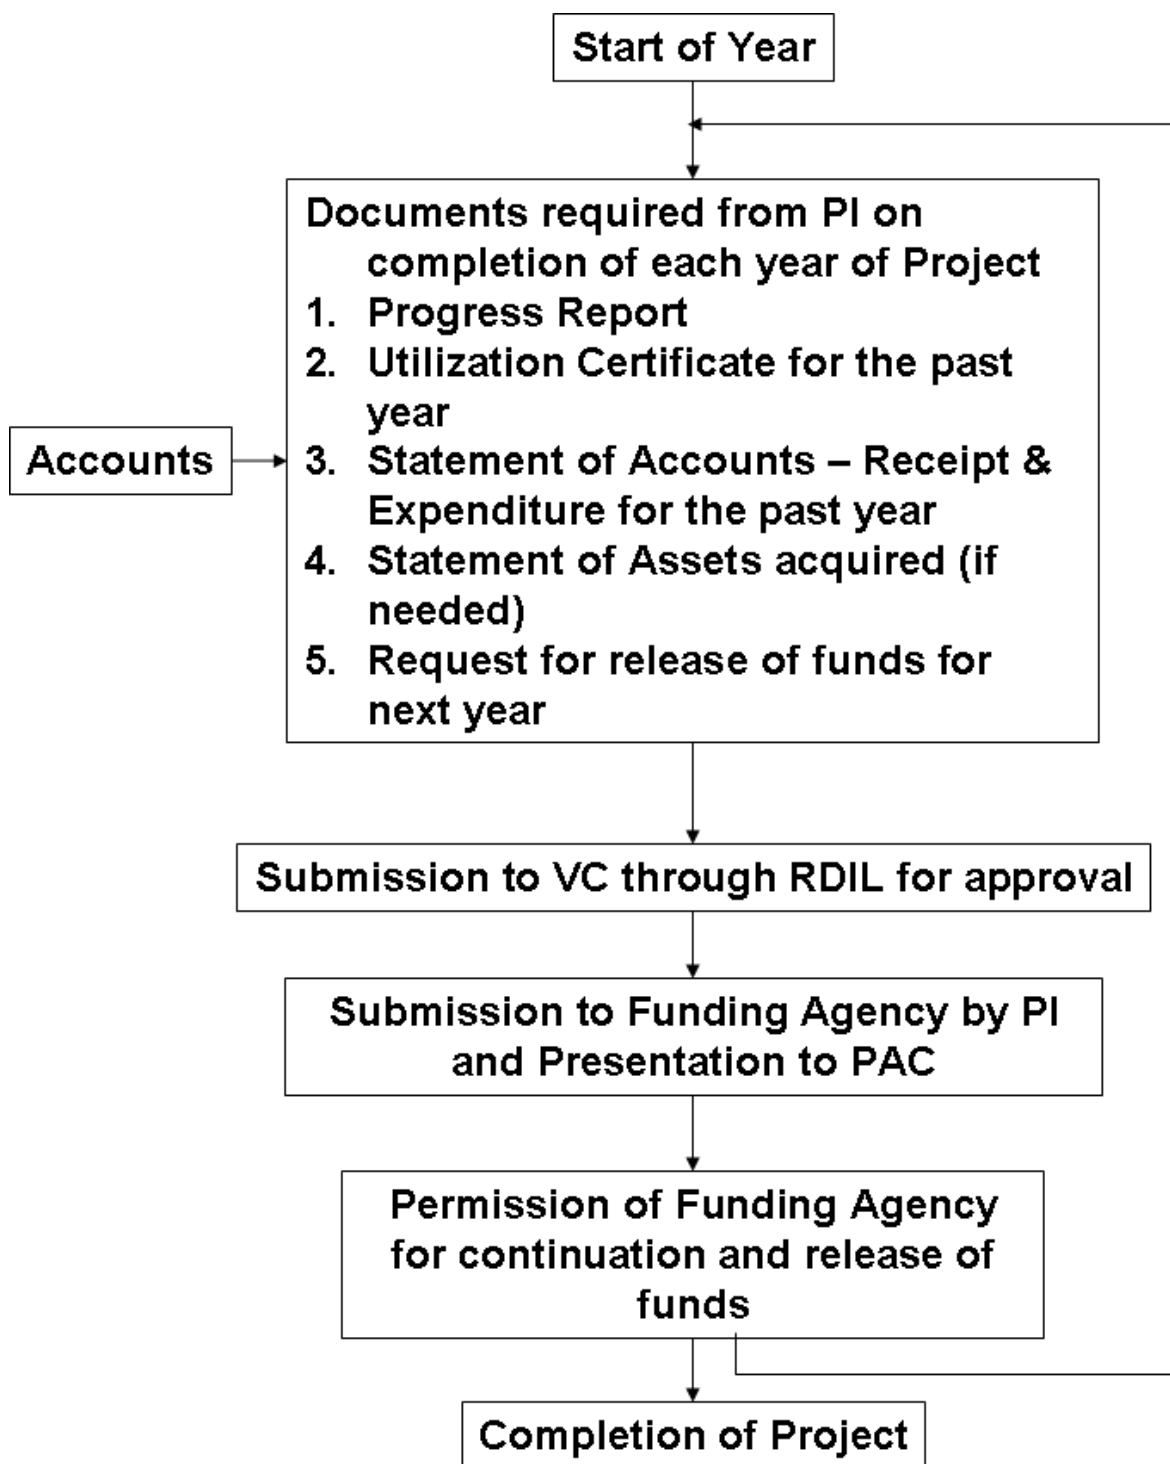 Start of Year
Documents required from PI on
completion of each year of Project
1. Progress Report
2. Utilization Certificate for the past
year
Accounts
3. Statement of Accounts – Receipt &
Expenditure for the past year
4. Statement of Assets acquired (if
needed)
5. Request for release of funds for
next year
Submission to VC through RDIL for approval
Submission to Funding Agency by PI
and Presentation to PAC
Permission of Funding Agency
for continuation and release of
funds
Completion of Project